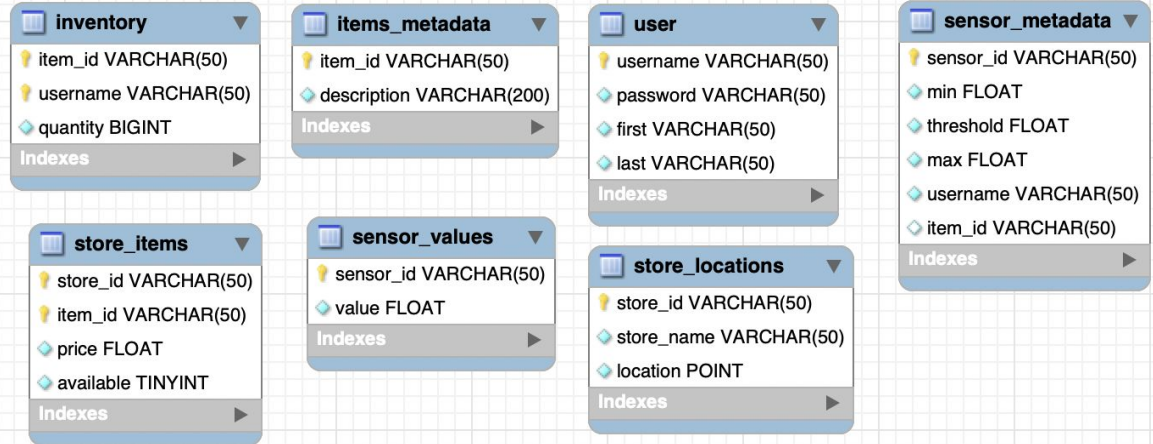 inventory
item_id VARCHAR(50)
username VARCHAR(50)
quantity BIGINT
Indexes
items_metadata
item_id VARCHAR(50)
description VARCHAR(200)
Indexes
user
username VARCHAR(50)
password VARCHAR(50)
first VARCHAR(50)
last VARCHAR(50)
Indexes
sensor_metadata
sensor_id VARCHAR(50)
min FLOAT
threshold FLOAT
max FLOAT
username VARCHAR(50)
item_id VARCHAR(50)
Indexes
store_items
store_id VARCHAR(50)
item_id VARCHAR(50)
price FLOAT
available TINYINT
Indexes
sensor_values
sensor_id VARCHAR(50)
value FLOAT
Indexes
store_locations
store_id VARCHAR(50)
store_name VARCHAR(50)
location POINT
Indexes